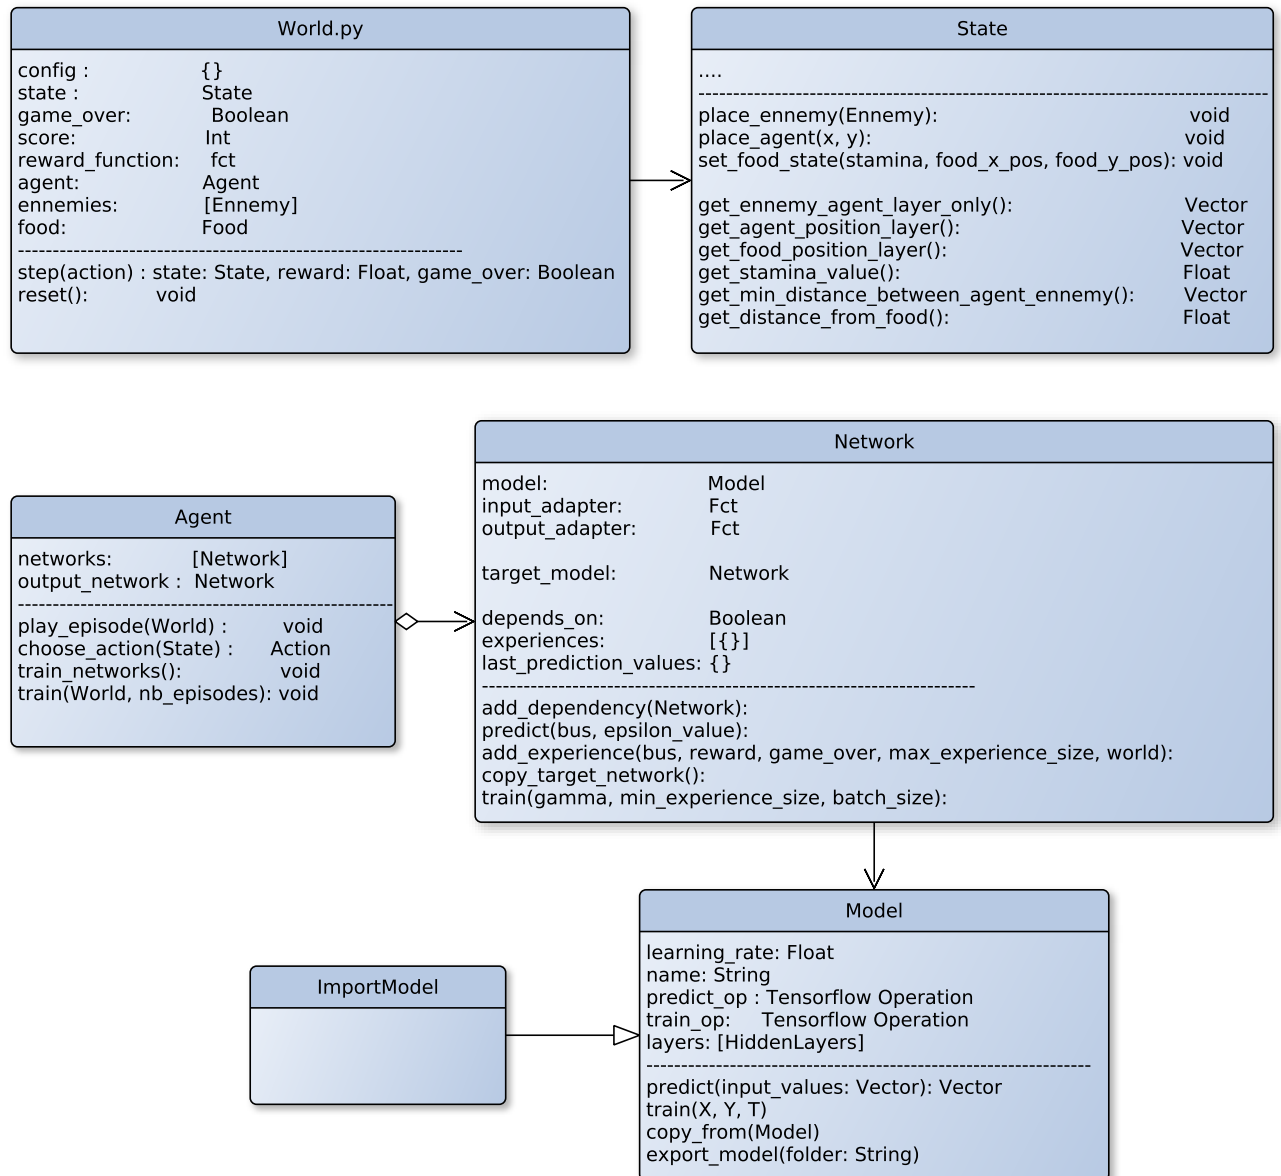 World.py
config : {}
state : State
game_over: Boolean
score: Int
reward_function: fct
agent: Agent
ennemies: [Ennemy]
food: Food
----------------------------------------------------------------
step(action) : state: State, reward: Float, game_over: Boolean
reset(): void
State
....
----------------------------------------------------------------------------------
place_ennemy(Ennemy): void
place_agent(x, y): void
set_food_state(stamina, food_x_pos, food_y_pos): void
get_ennemy_agent_layer_only(): Vector
get_agent_position_layer(): Vector
get_food_position_layer(): Vector
get_stamina_value(): Float
get_min_distance_between_agent_ennemy(): Vector
get_distance_from_food(): Float
Agent
networks: [Network]
output_network : Network
------------------------------------------------------
play_episode(World) : void
choose_action(State) : Action
train_networks(): void
train(World, nb_episodes): void
Network
model: Model
input_adapter: Fct
output_adapter: Fct
target_model: Network
depends_on: Boolean
experiences: [{}]
last_prediction_values: {}
-----------------------------------------------------------------------
add_dependency(Network):
predict(bus, epsilon_value):
add_experience(bus, reward, game_over, max_experience_size, world):
copy_target_network():
train(gamma, min_experience_size, batch_size):
ImportModel
Model
learning_rate: Float
name: String
predict_op : Tensorflow Operation
train_op: Tensorflow Operation
layers: [HiddenLayers]
----------------------------------------------------------------
predict(input_values: Vector): Vector
train(X, Y, T)
copy_from(Model)
export_model(folder: String)